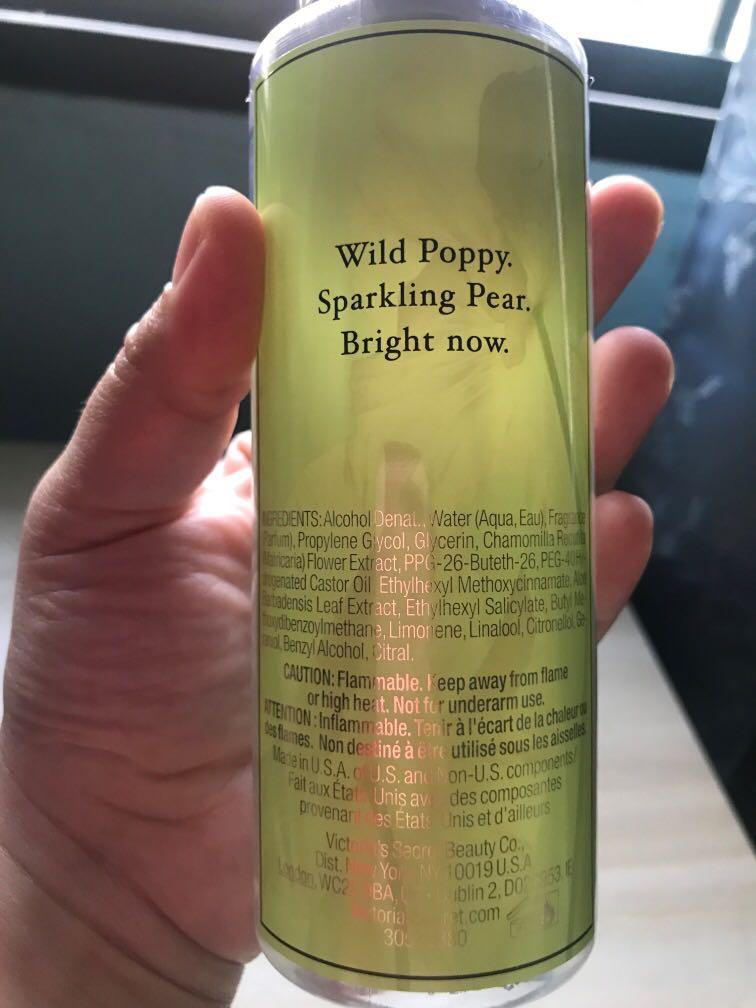 Wild Poppy.
Sparkling Pear.
Bright now.
INGREDIENTS: Alcohol Denat., Water (Aqua, Eau), Fragrance
(Parfum), Propylene Glycol, Glycerin, Chamomilla Recutita
(Matricaria) Flower Extract, PPG-26-Buteth-26, PEG-40 Hy-
drogenated Castor Oil, Ethylhexyl Methoxycinnamate, Aloe
Barbadensis Leaf Extract, Ethylhexyl Salicylate, Butyl Me-
thoxydibenzoylmethane, Limonene, Linalool, Citronellol, Ge-
raniol, Benzyl Alcohol, Citral.
CAUTION: Flammable. Keep away from flame
or high heat. Not for underarm use.
ATTENTION : Inflammable. Tenir à l'écart de la chaleur ou
des flames. Non destiné à être utilisé sous les aisselles.
Made in U.S.A. of U.S. and Non-U.S. components/
Fait aux États Unis avec des composantes
provenant des États Unis et d'ailleurs
Victoria's Secret Beauty Co.,
Dist. New York, NY 10019 U.S.A
London, Dublin 2,